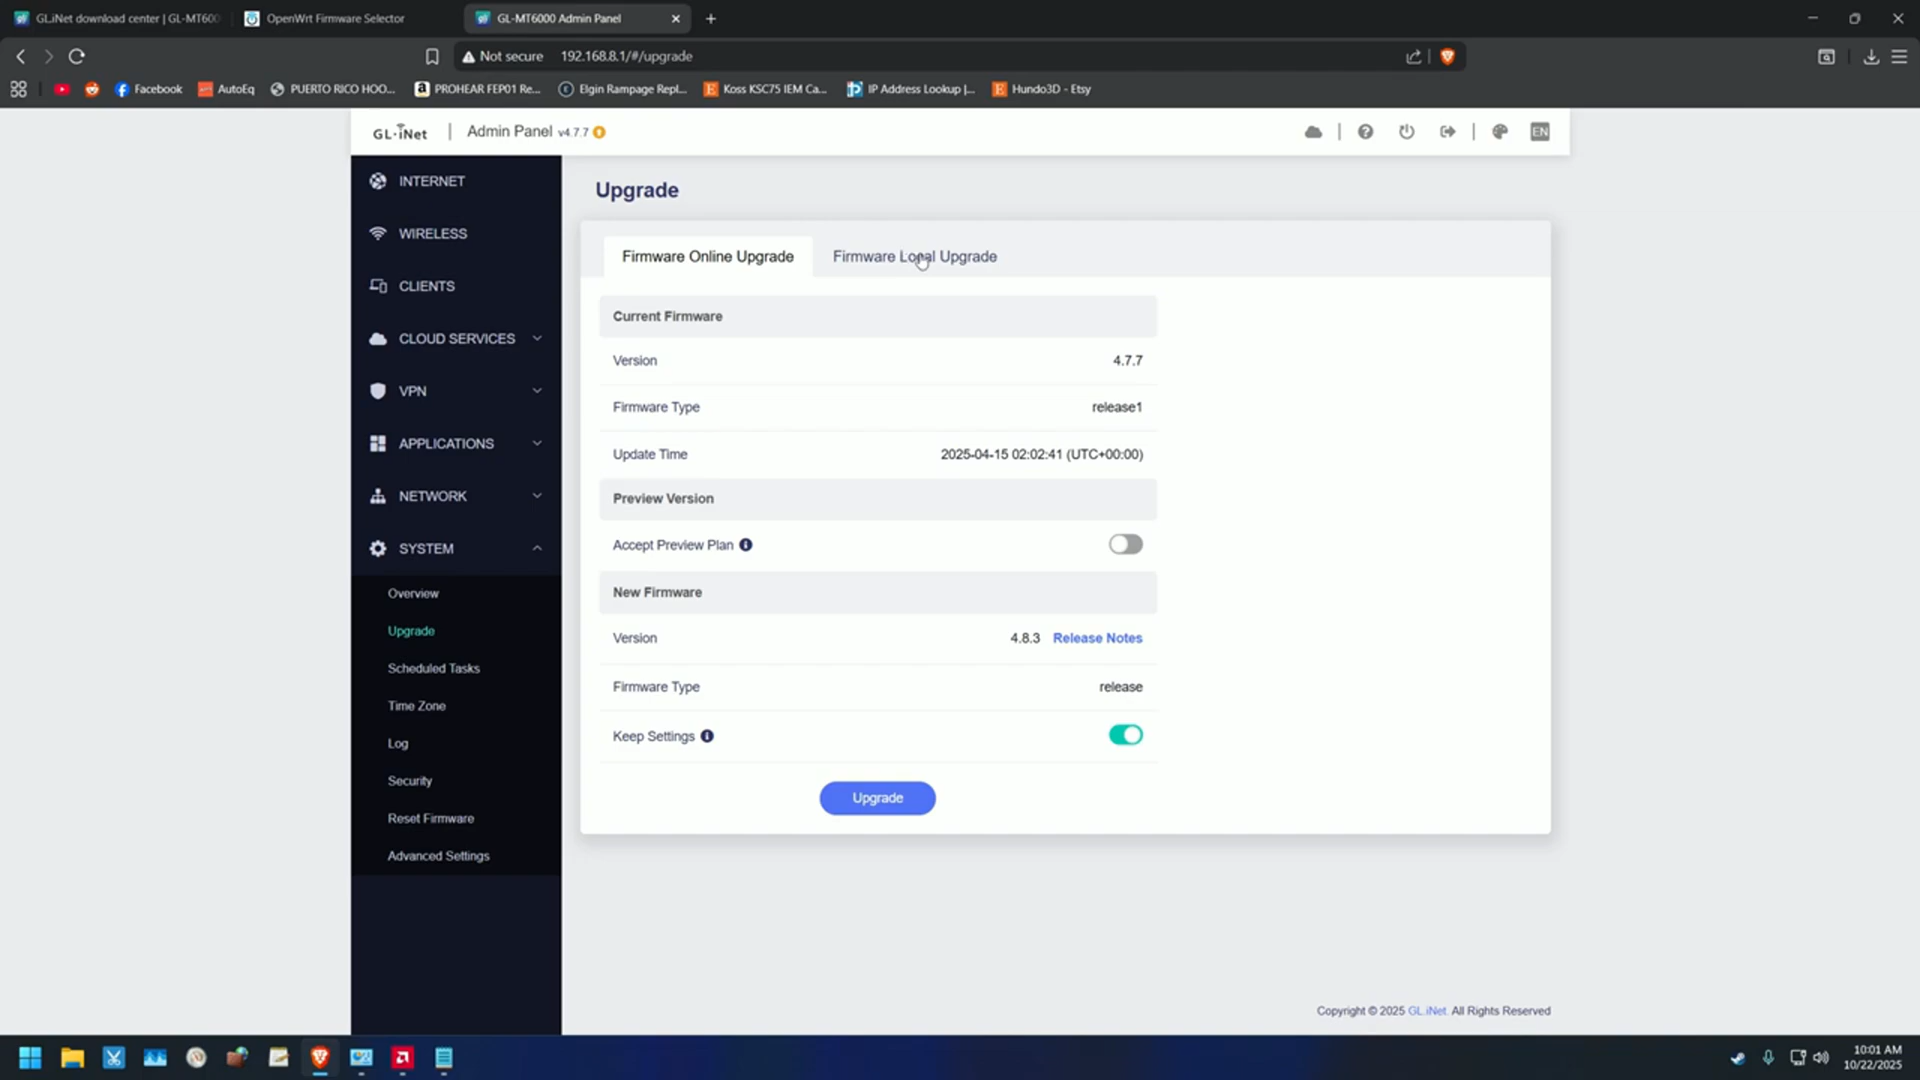 GL.iNet download center | GL-MT600
OpenWrt Firmware Selector
GL-MT6000 Admin Panel
Not secure 192.168.8.1/#/upgrade
Facebook
AutoEq
PUERTO RICO HOO...
PROHEAR FEP01 Re...
Elgin Rampage Repl...
Koss KSC75 IEM Ca...
IP Address Lookup |...
Hundo3D - Etsy
GL·iNet | Admin Panel v4.7.7
EN
INTERNET
WIRELESS
CLIENTS
CLOUD SERVICES
VPN
APPLICATIONS
NETWORK
SYSTEM
Overview
Upgrade
Scheduled Tasks
Time Zone
Log
Security
Reset Firmware
Advanced Settings
Upgrade
Firmware Online Upgrade
Firmware Local Upgrade
Current Firmware
Version 4.7.7
Firmware Type release1
Update Time 2025-04-15 02:02:41 (UTC+00:00)
Preview Version
Accept Preview Plan
New Firmware
Version 4.8.3 Release Notes
Firmware Type release
Keep Settings
Upgrade
Copyright © 2025 GL.iNet. All Rights Reserved
10:01 AM
10/22/2025